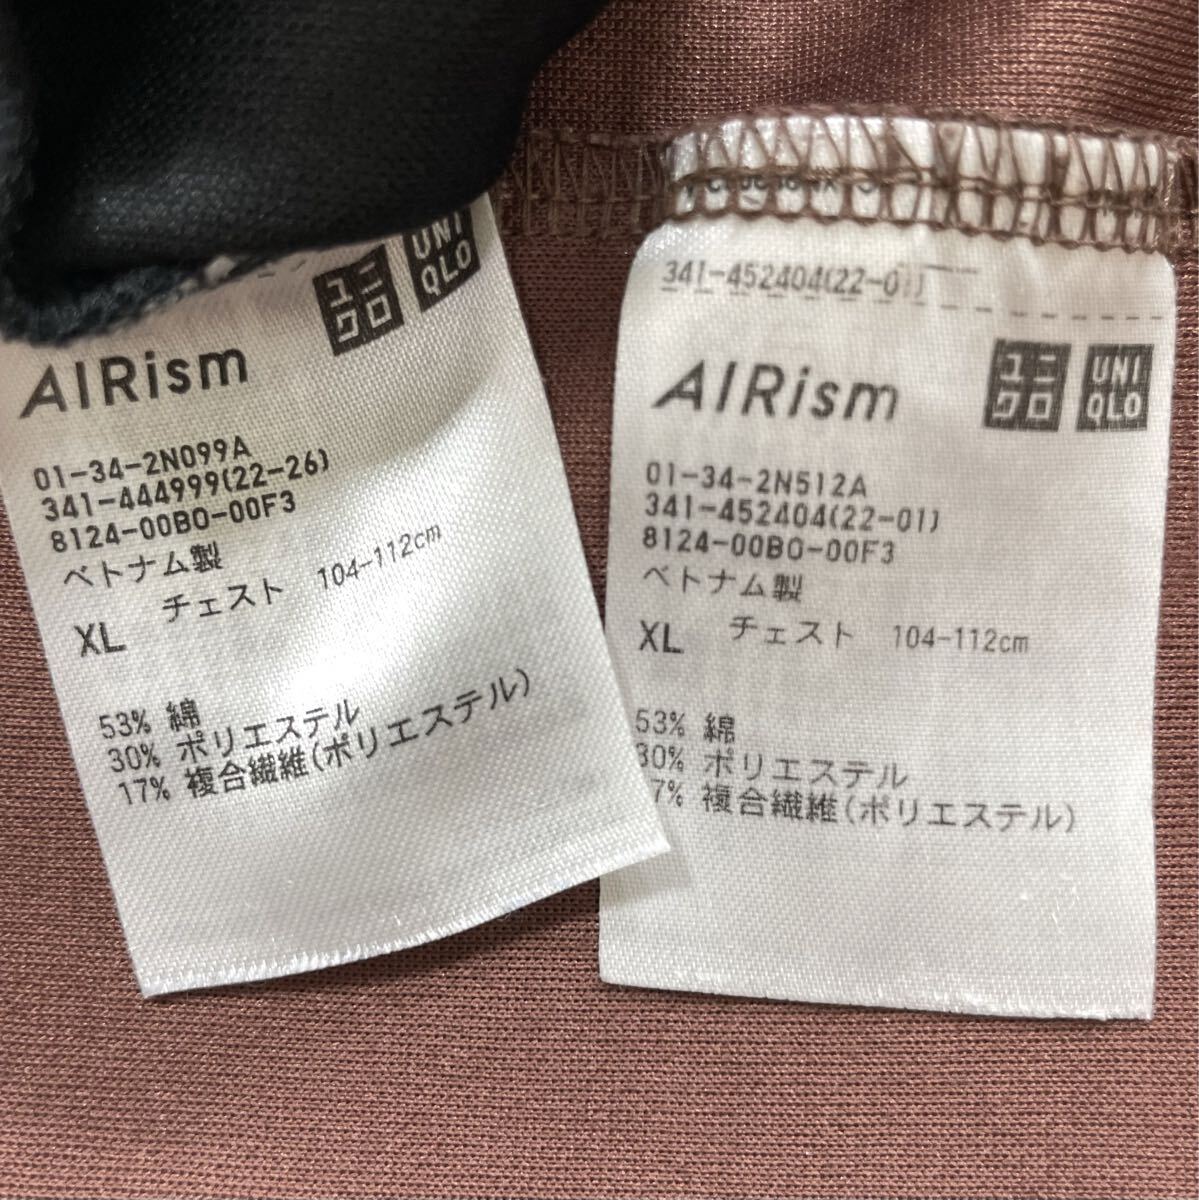 ユニ
クロ
UNI
QLO
AIRism
01-34-2N099A
341-444999(22-26)
8124-00B0-00F3
ベトナム製
チェスト 104-112cm
XL
53% 綿
30% ポリエステル
17% 複合繊維(ポリエステル)
341-452404(22-01)
ユニ
クロ
UNI
QLO
AIRism
01-34-2N512A
341-452404(22-01)
8124-00B0-00F3
ベトナム製
XL チェスト 104-112cm
53% 綿
30% ポリエステル
7% 複合繊維(ポリエステル)